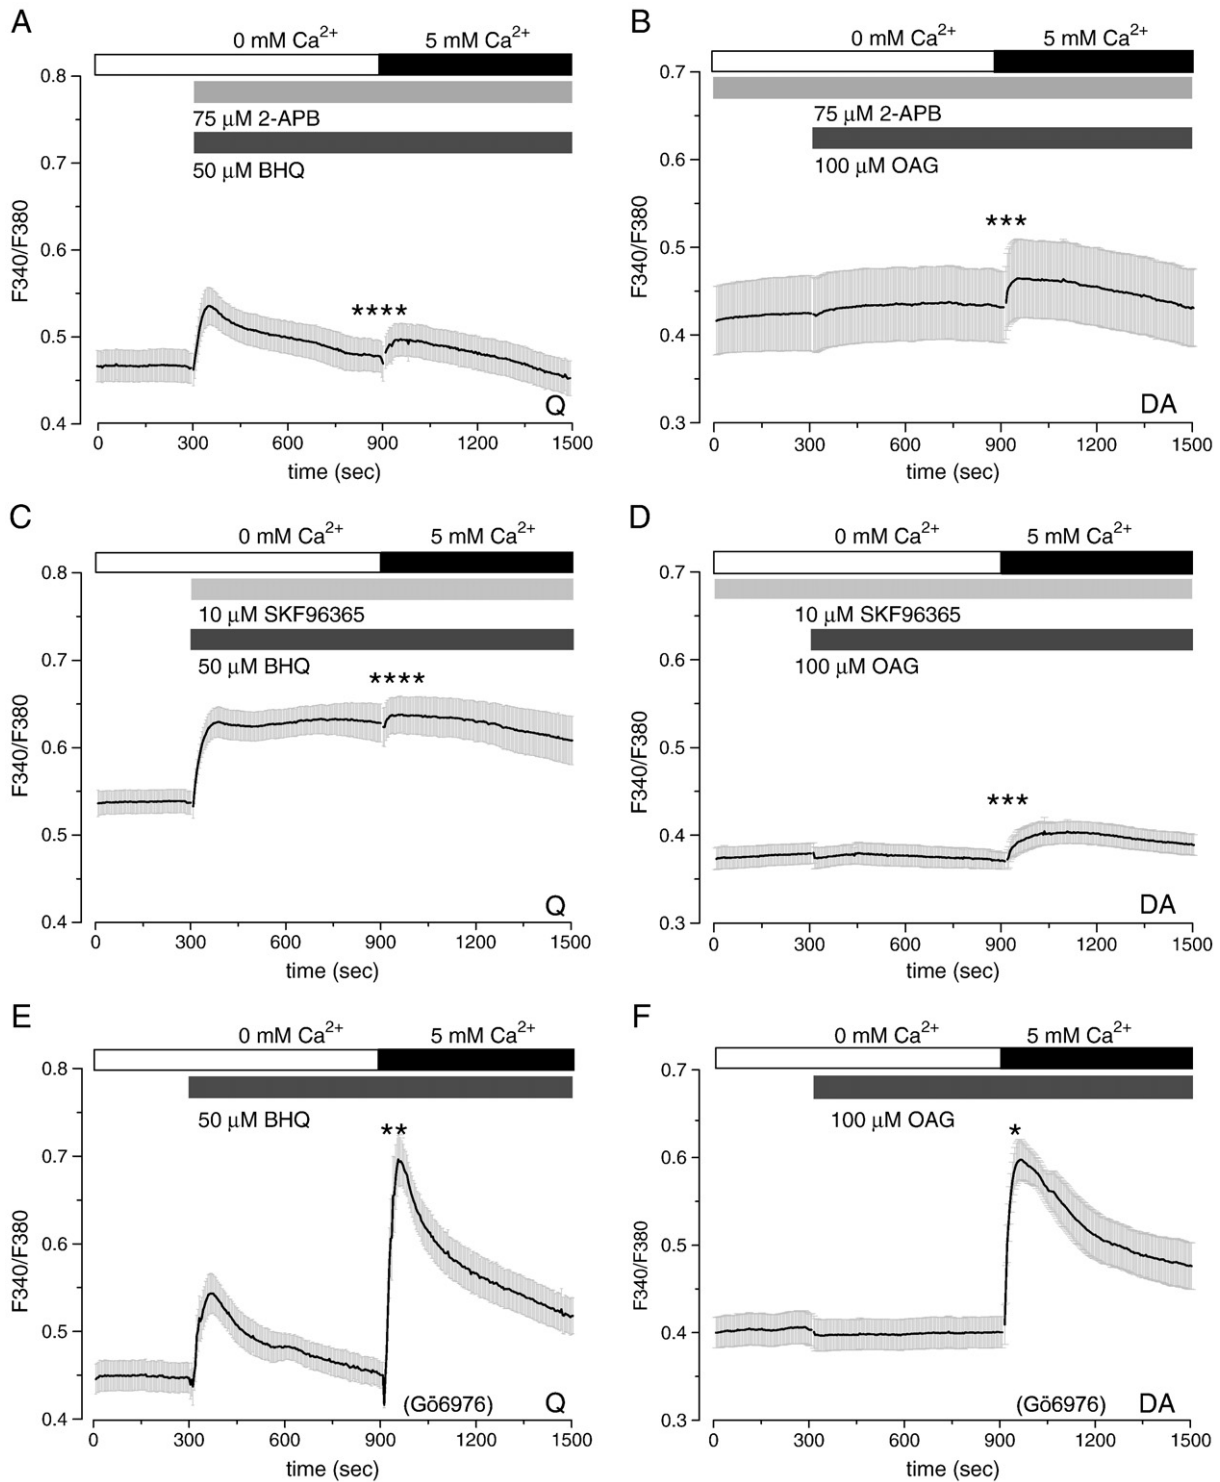 A
0 mM Ca²⁺ 5 mM Ca²⁺
0.8
75 µM 2-APB
0.7
50 µM BHQ
F340/F380
0.6
****
0.5
0.4
Q
0 300 600 900 1200 1500
time (sec)
B
0 mM Ca²⁺ 5 mM Ca²⁺
0.7
75 µM 2-APB
0.6
100 µM OAG
F340/F380
***
0.5
0.4
0.3
DA
0 300 600 900 1200 1500
time (sec)
C
0 mM Ca²⁺ 5 mM Ca²⁺
0.8
10 µM SKF96365
0.7
50 µM BHQ
F340/F380
****
0.6
0.5
0.4
Q
0 300 600 900 1200 1500
time (sec)
D
0 mM Ca²⁺ 5 mM Ca²⁺
0.7
10 µM SKF96365
0.6
100 µM OAG
F340/F380
0.5
***
0.4
0.3
DA
0 300 600 900 1200 1500
time (sec)
E
0 mM Ca²⁺ 5 mM Ca²⁺
0.8
50 µM BHQ
**
0.7
F340/F380
0.6
0.5
0.4
(Gö6976) Q
0 300 600 900 1200 1500
time (sec)
F
0 mM Ca²⁺ 5 mM Ca²⁺
0.7
100 µM OAG
*
0.6
F340/F380
0.5
0.4
0.3
(Gö6976) DA
0 300 600 900 1200 1500
time (sec)